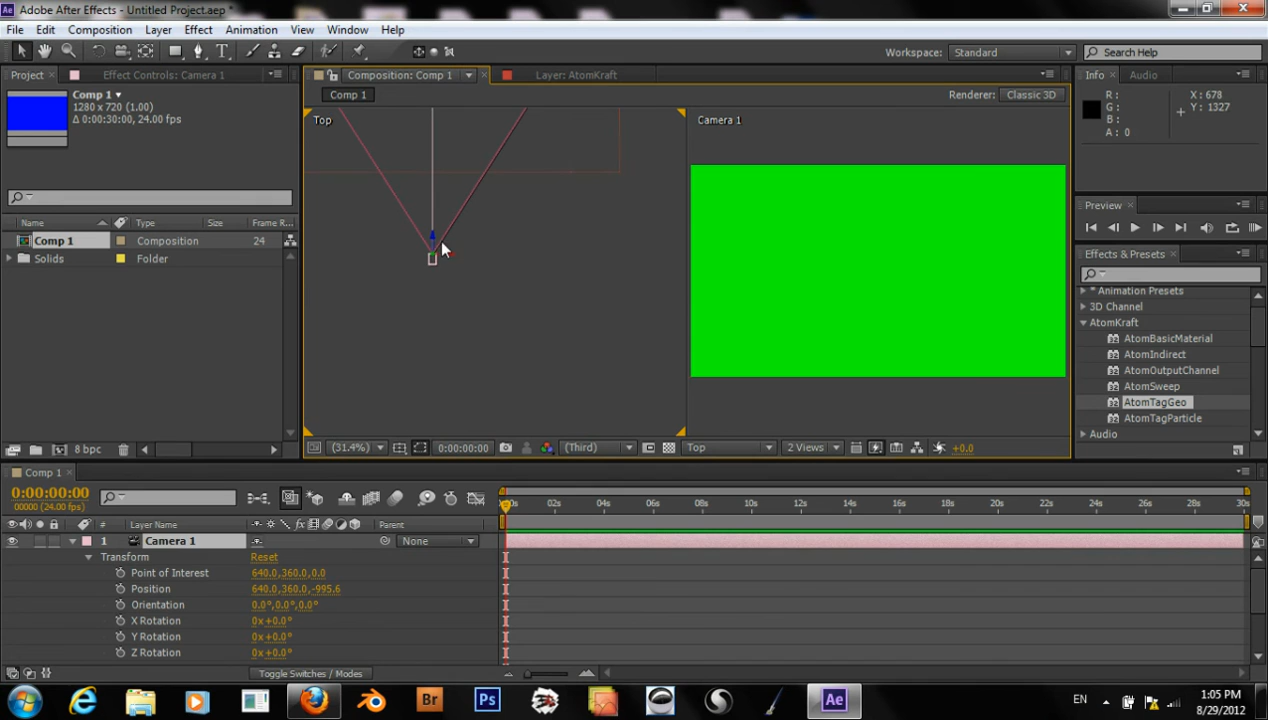 Adobe After Effects - Untitled Project.aep *
File Edit Composition Layer Effect Animation View Window Help
Workspace: Standard Search Help
Project Effect Controls: Camera 1
Comp 1
1280 x 720 (1.00)
Δ 0:00:30:00, 24.00 fps
Name Type Size Frame R...
Comp 1 Composition 24
Solids Folder
8 bpc
Composition: Comp 1 Layer: AtomKraft
Comp 1 Renderer: Classic 3D
Top Camera 1
(31.4%) 0:00:00:00 (Third) Top 2 Views +0.0
Info Audio
R : X : 678
G : Y : 1327
B :
A : 0
Preview
Effects & Presets
* Animation Presets
3D Channel
AtomKraft
AtomBasicMaterial
AtomIndirect
AtomOutputChannel
AtomSweep
AtomTagGeo
AtomTagParticle
Audio
Comp 1
0:00:00:00
00000 (24.00 fps)
02s 04s 06s 08s 10s 12s 14s 16s 18s 20s 22s 24s 26s 28s 30s
# Layer Name Parent
1 Camera 1 None
Transform Reset
Point of Interest 640.0,360.0,0.0
Position 640.0,360.0,-995.6
Orientation 0.0°,0.0°,0.0°
X Rotation 0x+0.0°
Y Rotation 0x+0.0°
Z Rotation 0x+0.0°
Toggle Switches / Modes
Br Ps Ae EN 1:05 PM
8/29/2012